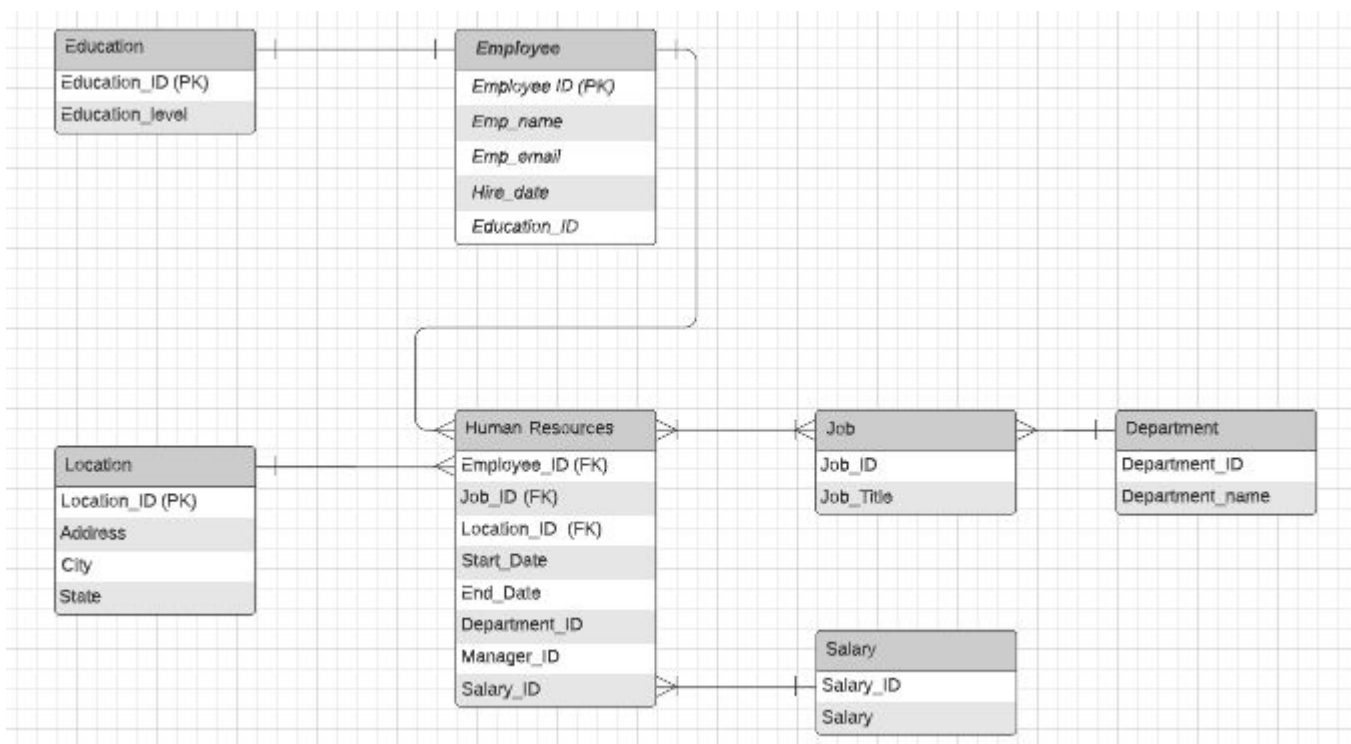 Education
Education_ID (PK)
Education_level
Employee
Employee ID (PK)
Emp_name
Emp_email
Hire_date
Education_ID
Human Resources
Employee_ID (FK)
Job_ID (FK)
Location_ID (FK)
Start_Date
End_Date
Department_ID
Manager_ID
Salary_ID
Job
Job_ID
Job_Title
Department
Department_ID
Department_name
Location
Location_ID (PK)
Address
City
State
Salary
Salary_ID
Salary